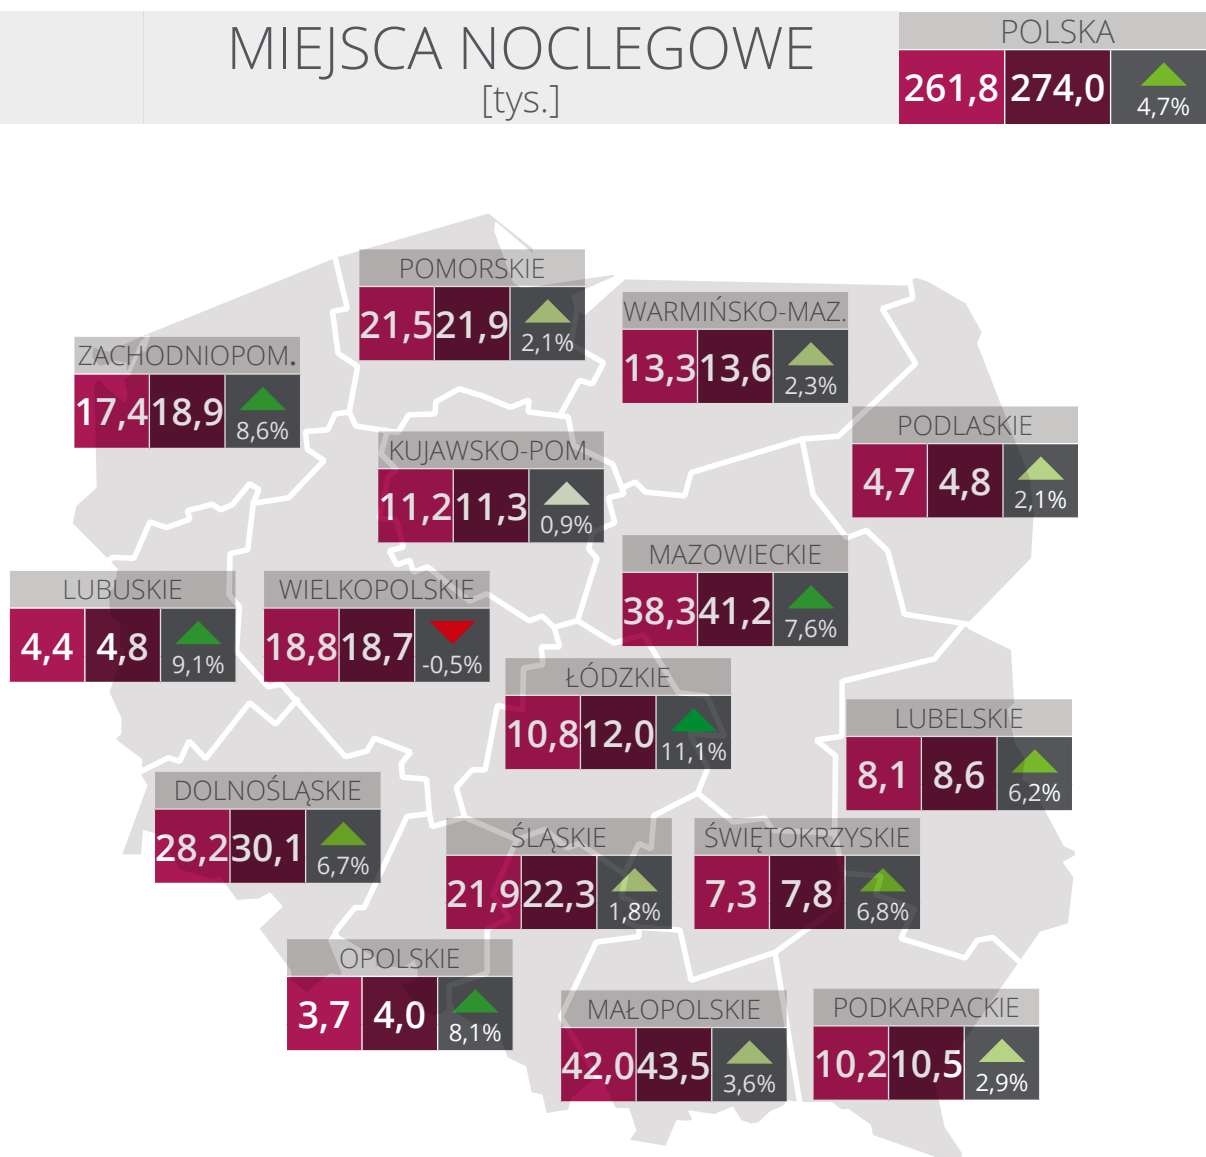 MIEJSCA NOCLEGOWE
[tys.]
POLSKA
261,8 274,0 4,7%
POMORSKIE
21,5 21,9 2,1%
WARMIŃSKO-MAZ.
13,3 13,6 2,3%
ZACHODNIOPOM.
17,4 18,9 8,6%
PODLASKIE
4,7 4,8 2,1%
KUJAWSKO-POM.
11,2 11,3 0,9%
MAZOWIECKIE
38,3 41,2 7,6%
LUBUSKIE
4,4 4,8 9,1%
WIELKOPOLSKIE
18,8 18,7 -0,5%
ŁÓDZKIE
10,8 12,0 11,1%
LUBELSKIE
8,1 8,6 6,2%
DOLNOŚLĄSKIE
28,2 30,1 6,7%
ŚLĄSKIE
21,9 22,3 1,8%
ŚWIĘTOKRZYSKIE
7,3 7,8 6,8%
OPOLSKIE
3,7 4,0 8,1%
MAŁOPOLSKIE
42,0 43,5 3,6%
PODKARPACKIE
10,2 10,5 2,9%